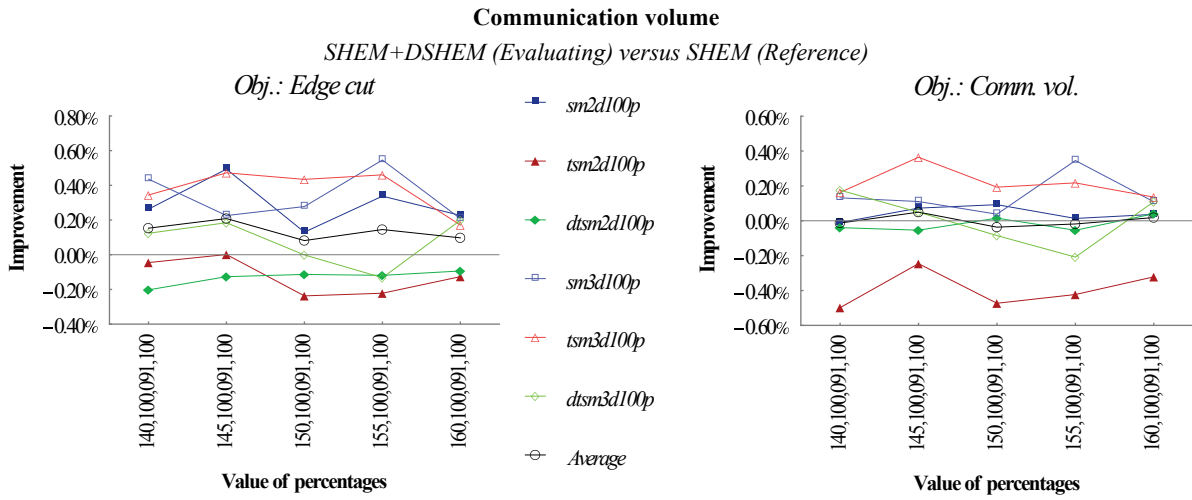 Communication volume
SHEM+DSHEM (Evaluating) versus SHEM (Reference)
Obj.: Edge cut
Improvement
0.80%
0.60%
0.40%
0.20%
0.00%
−0.20%
−0.40%
140,100,091,100
145,100,091,100
150,100,091,100
155,100,091,100
160,100,091,100
Value of percentages
sm2d100p
tsm2d100p
dtsm2d100p
sm3d100p
tsm3d100p
dtsm3d100p
Average
Obj.: Comm. vol.
Improvement
0.60%
0.40%
0.20%
0.00%
−0.20%
−0.40%
−0.60%
140,100,091,100
145,100,091,100
150,100,091,100
155,100,091,100
160,100,091,100
Value of percentages